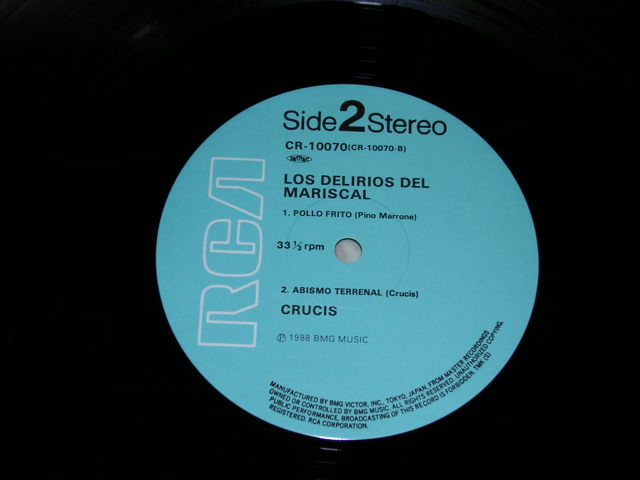 Side 2 Stereo
CR-10070 (CR-10070-B)
LOS DELIRIOS DEL
MARISCAL
1. POLLO FRITO (Pino Marrone)
33 ⅓ rpm
2. ABISMO TERRENAL (Crucis)
CRUCIS
℗ 1988 BMG MUSIC
RCA
MANUFACTURED BY BMG VICTOR, INC., TOKYO, JAPAN, FROM MASTER RECORDINGS
OWNED OR CONTROLLED BY BMG MUSIC. ALL RIGHTS RESERVED. UNAUTHORIZED COPYING,
PUBLIC PERFORMANCE, BROADCASTING OF THIS RECORD IS FORBIDDEN. TMK (S)
REGISTERED, RCA CORPORATION.